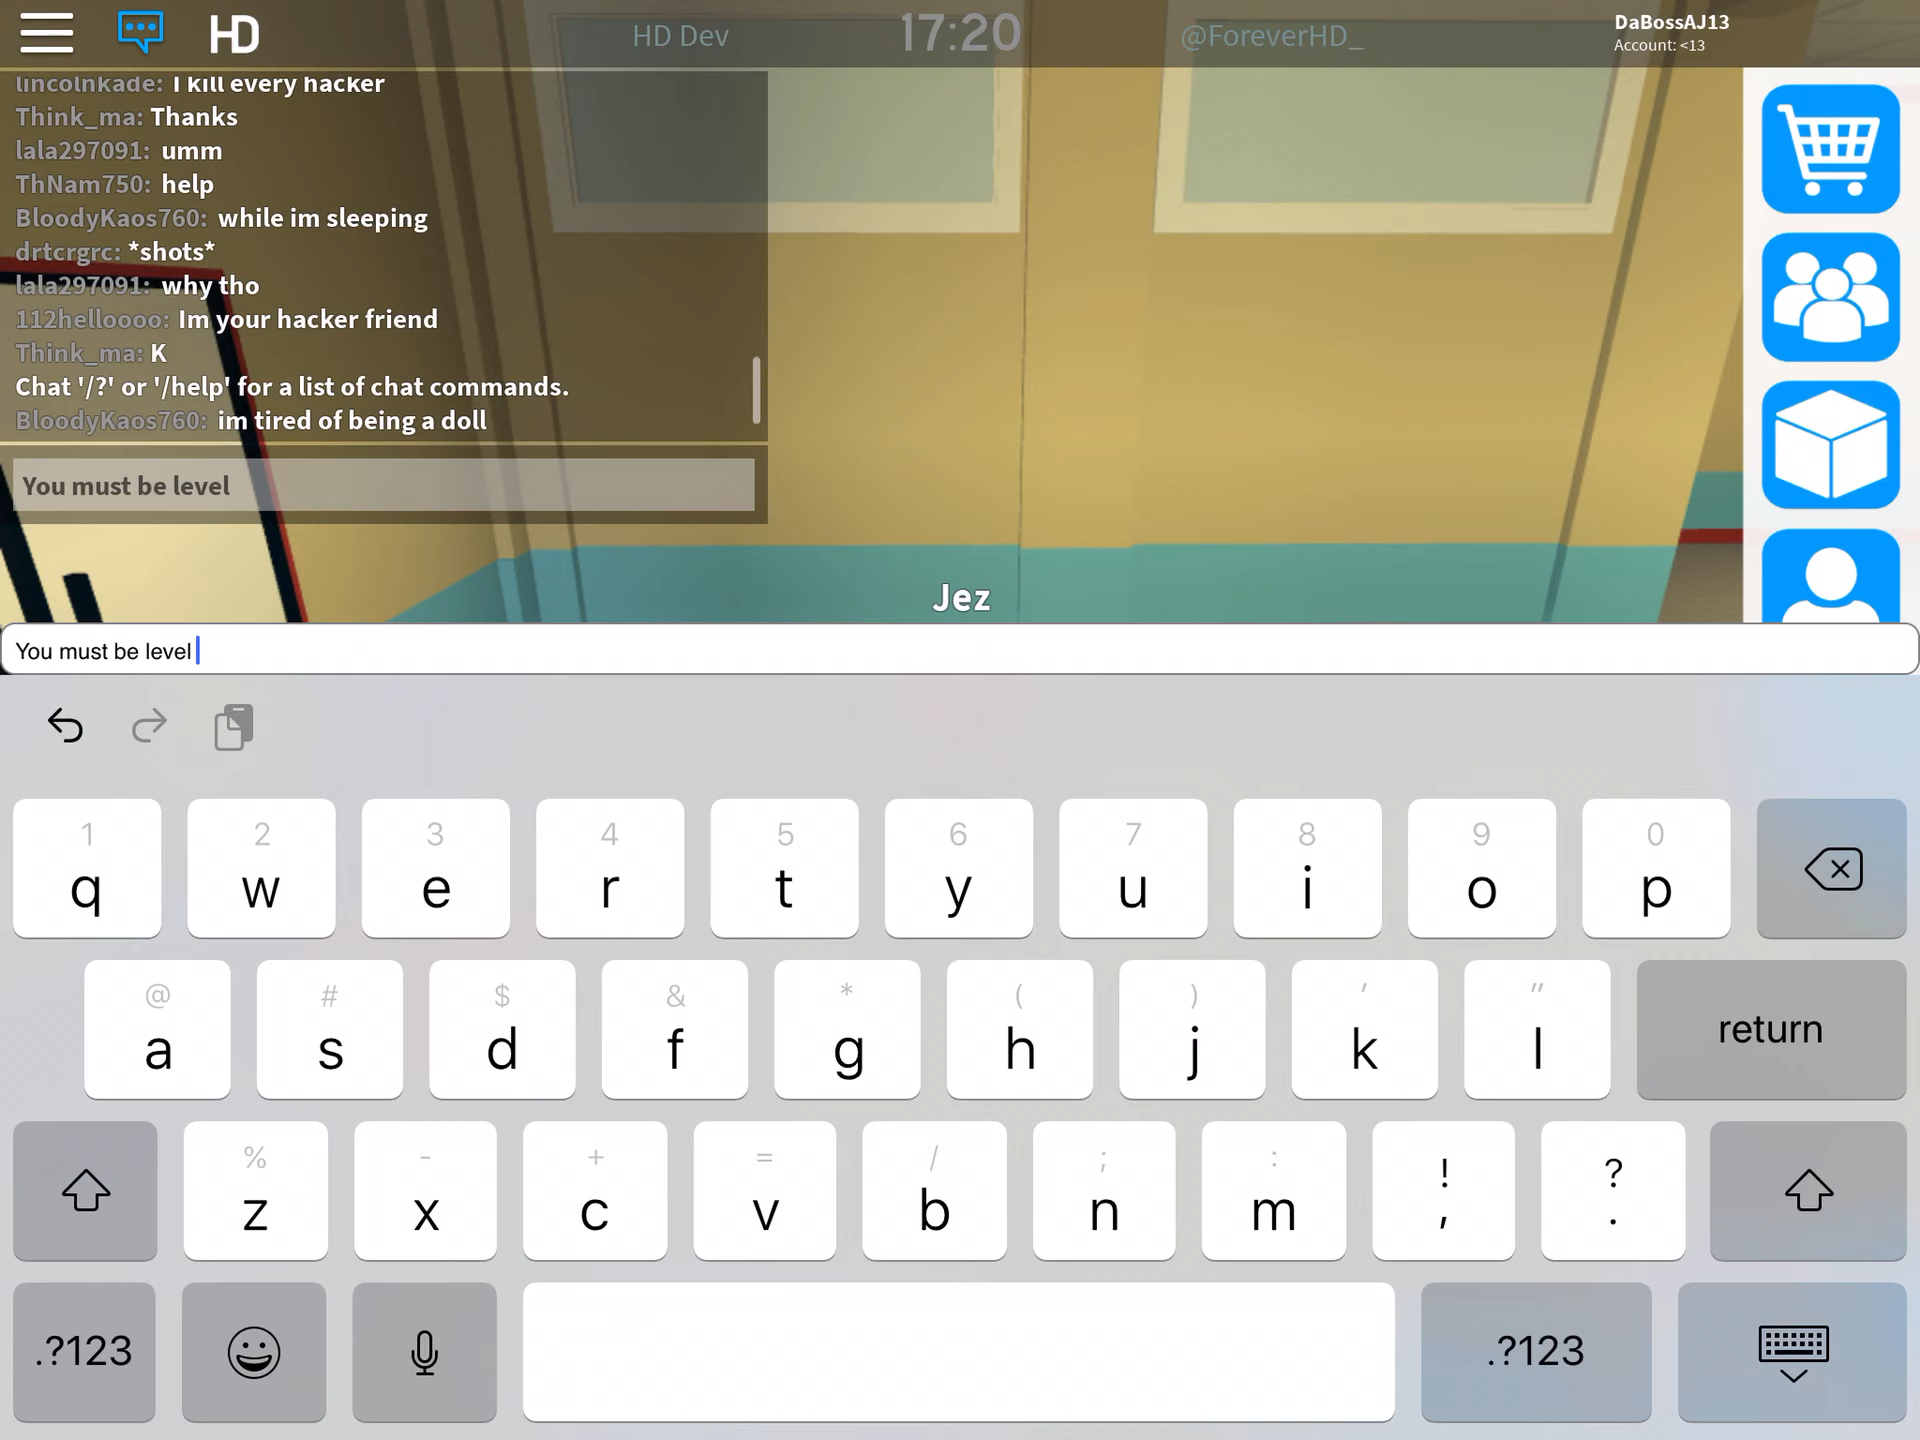 HD HD Dev 17:20 @ForeverHD_ DaBossAJ13
Account: <13
lincolnkade: I kill every hacker
Think_ma: Thanks
lala297091: umm
ThNam750: help
BloodyKaos760: while im sleeping
drtcrgrc: *shots*
lala297091: why tho
112helloooo: Im your hacker friend
Think_ma: K
Chat '/?' or '/help' for a list of chat commands.
BloodyKaos760: im tired of being a doll
You must be level
Jez
You must be level
1 2 3 4 5 6 7 8 9 0
q w e r t y u i o p
@ # $ & * ( ) ' "
a s d f g h j k l return
% - + = / ; : ! ?
z x c v b n m , .
.?123 .?123